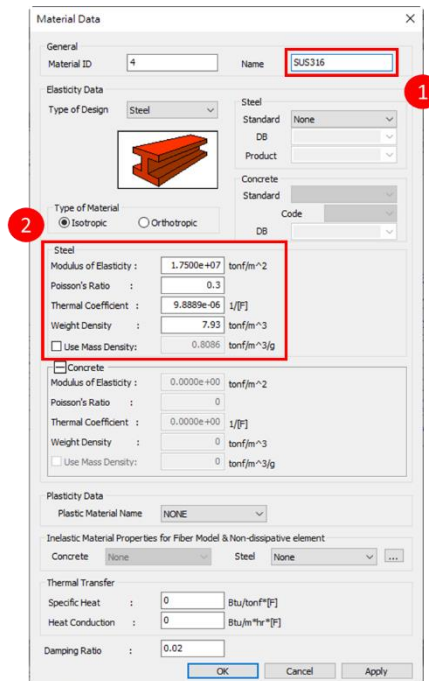 Material Data
General
Material ID 4 Name SUS316
1
Elasticity Data
Type of Design Steel
Steel
Standard None
DB
Product
Concrete
Standard
Code
DB
Type of Material
2
Isotropic Orthotropic
Steel
Modulus of Elasticity : 1.7500e+07 tonf/m^2
Poisson's Ratio : 0.3
Thermal Coefficient : 9.8889e-06 1/[F]
Weight Density : 7.93 tonf/m^3
Use Mass Density: 0.8086 tonf/m^3/g
Concrete
Modulus of Elasticity : 0.0000e+00 tonf/m^2
Poisson's Ratio : 0
Thermal Coefficient : 0.0000e+00 1/[F]
Weight Density : 0 tonf/m^3
Use Mass Density: 0 tonf/m^3/g
Plasticity Data
Plastic Material Name NONE
Inelastic Material Properties for Fiber Model & Non-dissipative element
Concrete None Steel None ...
Thermal Transfer
Specific Heat : 0 Btu/tonf*[F]
Heat Conduction : 0 Btu/m*hr*[F]
Damping Ratio : 0.02
OK Cancel Apply